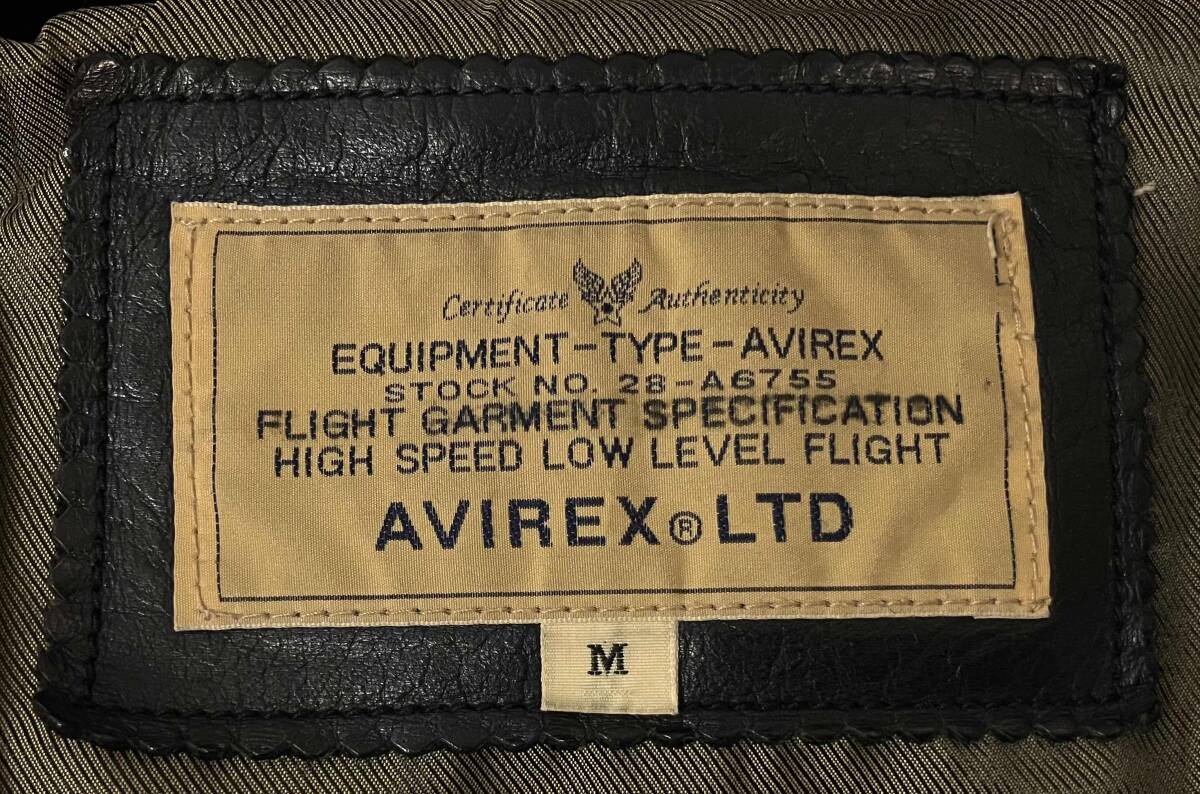 Certificate Authenticity
EQUIPMENT-TYPE-AVIREX
STOCK NO. 28-A6755
FLIGHT GARMENT SPECIFICATION
HIGH SPEED LOW LEVEL FLIGHT
AVIREX® LTD
M